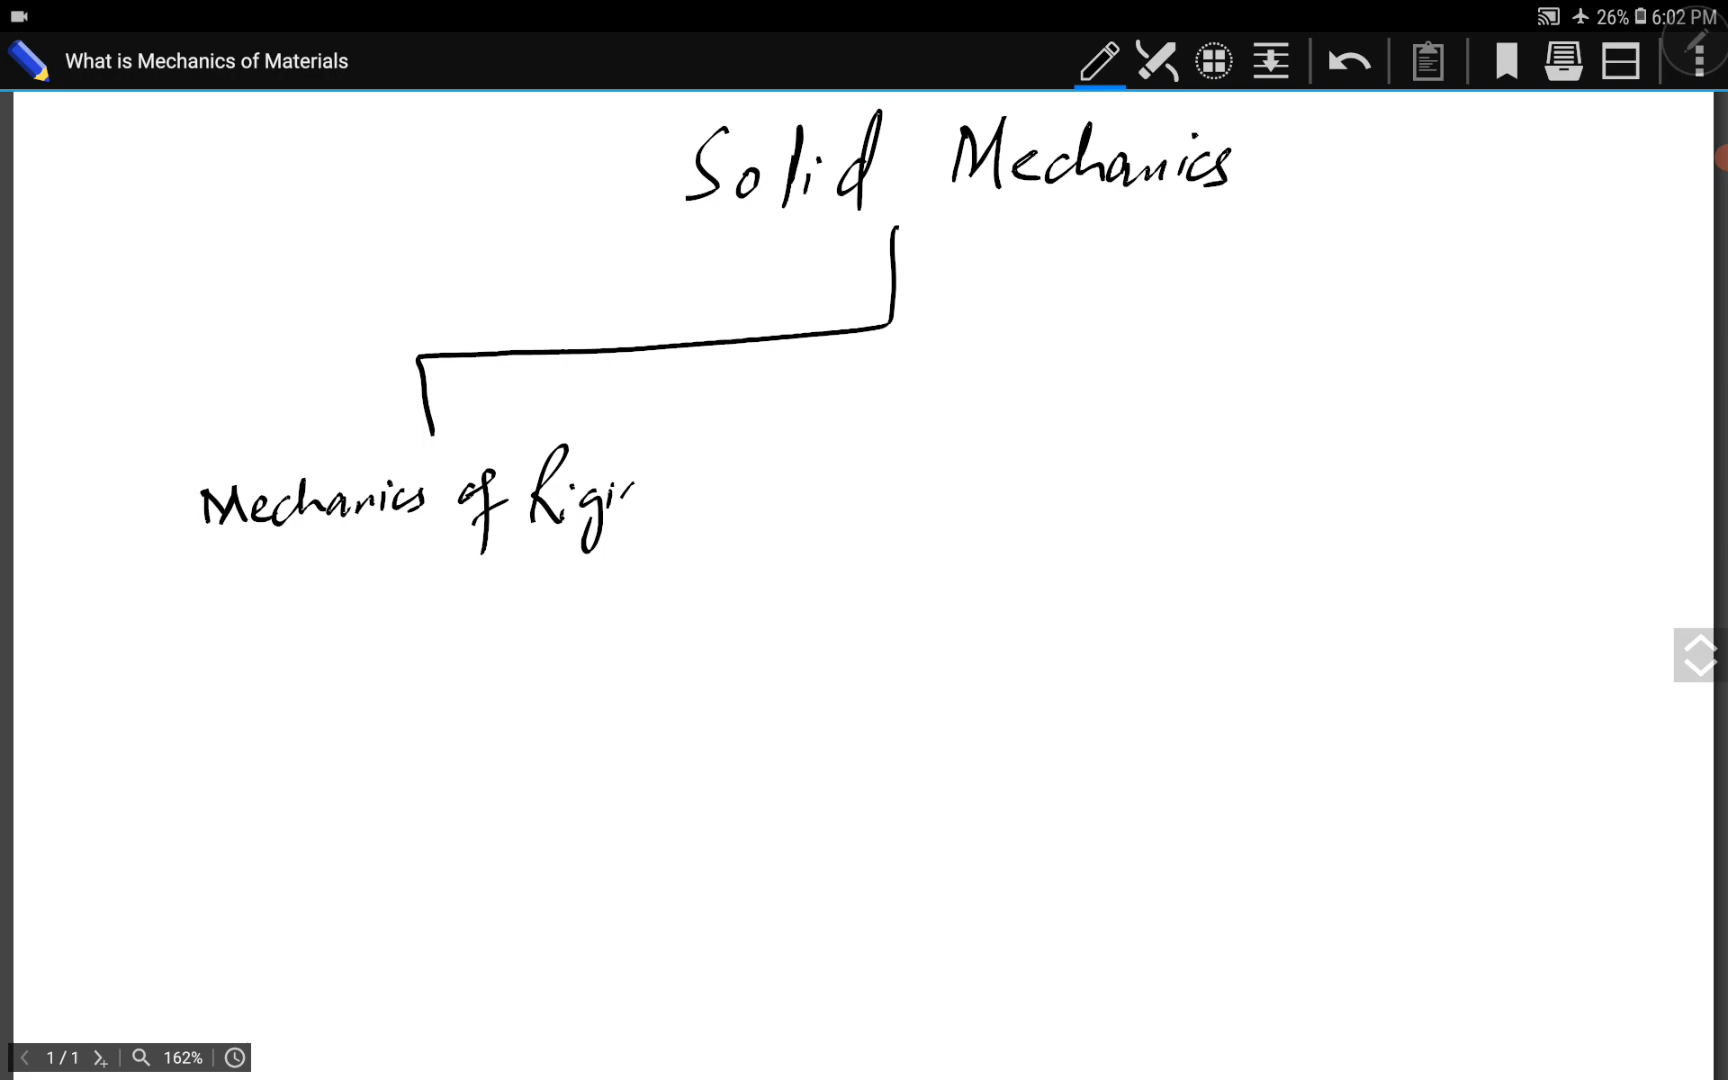 26% 6:02 PM
What is Mechanics of Materials
Solid Mechanics
Mechanics of Rigi
1 / 1 162%